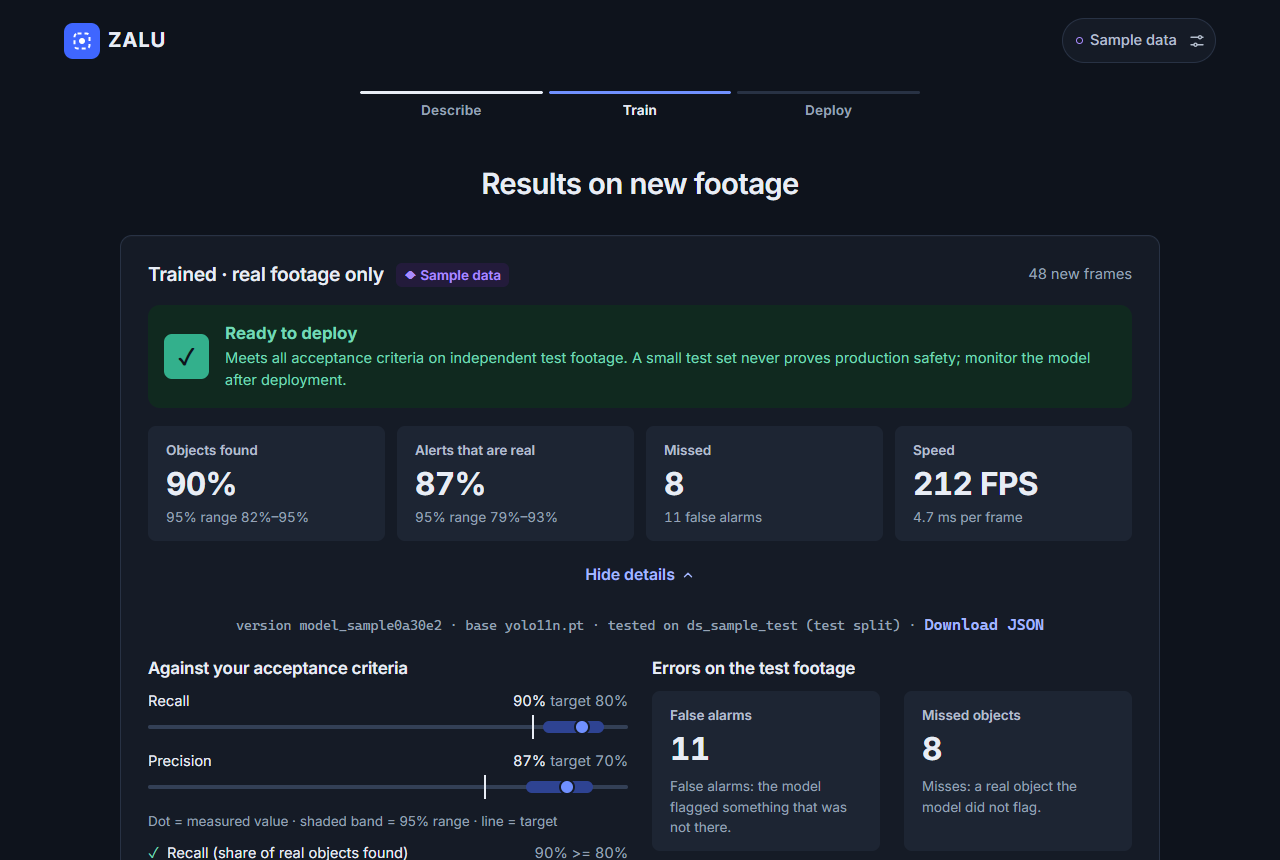 ZALU
Sample data
Describe
Train
Deploy
Results on new footage
Trained · real footage only
Sample data
48 new frames
Ready to deploy
Meets all acceptance criteria on independent test footage. A small test set never proves production safety; monitor the model
after deployment.
Objects found
90%
95% range 82%–95%
Alerts that are real
87%
95% range 79%–93%
Missed
8
11 false alarms
Speed
212 FPS
4.7 ms per frame
Hide details
version model_sample0a30e2 · base yolo11n.pt · tested on ds_sample_test (test split) · Download JSON
Against your acceptance criteria
Recall
90% target 80%
Precision
87% target 70%
Dot = measured value · shaded band = 95% range · line = target
✓ Recall (share of real objects found)
90% >= 80%
Errors on the test footage
False alarms
11
False alarms: the model
flagged something that was
not there.
Missed objects
8
Misses: a real object the
model did not flag.